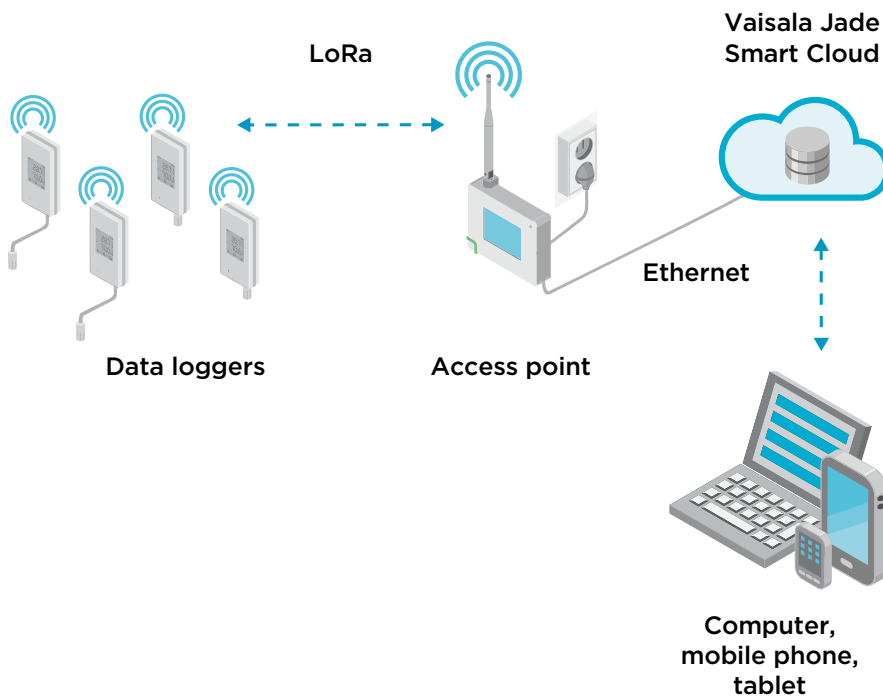 Vaisala Jade
Smart Cloud
LoRa
Ethernet
Data loggers
Access point
Computer,
mobile phone,
tablet